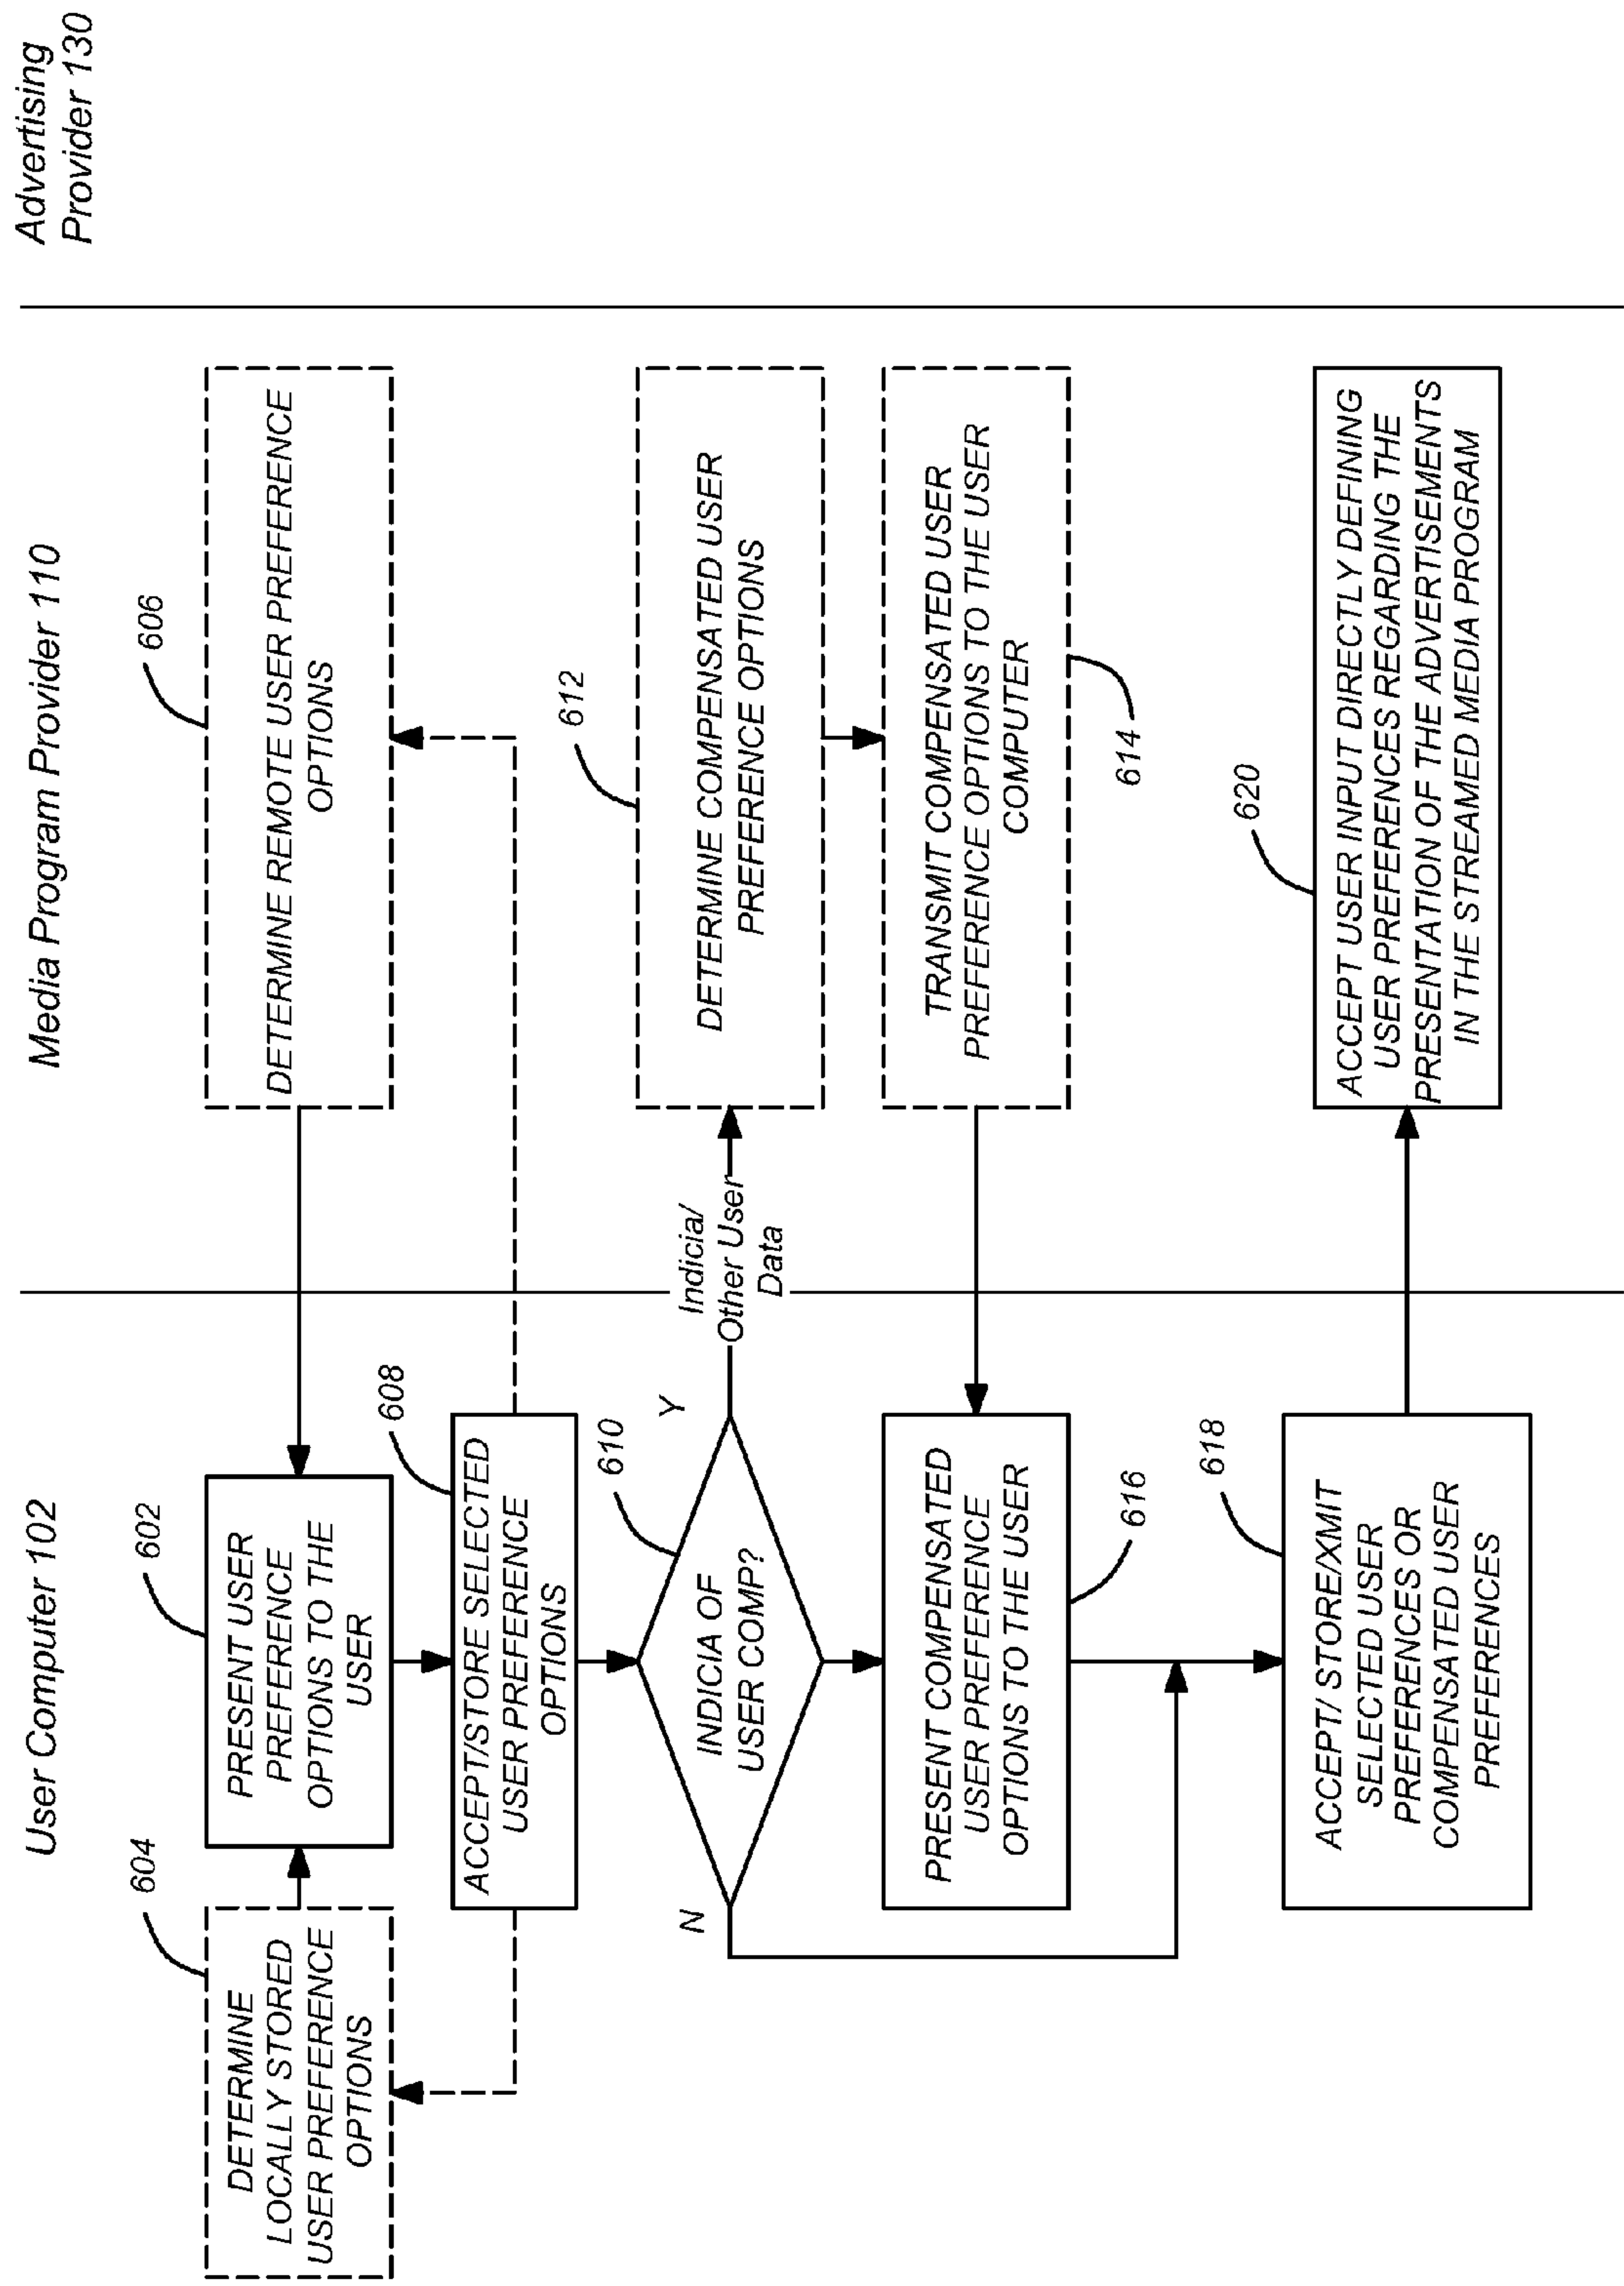 User Computer 102
Media Program Provider 110
Advertising
Provider 130
604
DETERMINE
LOCALLY STORED
USER PREFERENCE
OPTIONS
602
PRESENT USER
PREFERENCE
OPTIONS TO THE
USER
606
DETERMINE REMOTE USER PREFERENCE
OPTIONS
608
ACCEPT/STORE SELECTED
USER PREFERENCE
OPTIONS
610
N
INDICIA OF
USER COMP?
Y
Indicia/
Other User
Data
612
DETERMINE COMPENSATED USER
PREFERENCE OPTIONS
TRANSMIT COMPENSATED USER
PREFERENCE OPTIONS TO THE USER
COMPUTER
614
PRESENT COMPENSATED
USER PREFERENCE
OPTIONS TO THE USER
616
618
ACCEPT/ STORE/XMIT
SELECTED USER
PREFERENCES OR
COMPENSATED USER
PREFERENCES
620
ACCEPT USER INPUT DIRECTLY DEFINING
USER PREFERENCES REGARDING THE
PRESENTATION OF THE ADVERTISEMENTS
IN THE STREAMED MEDIA PROGRAM